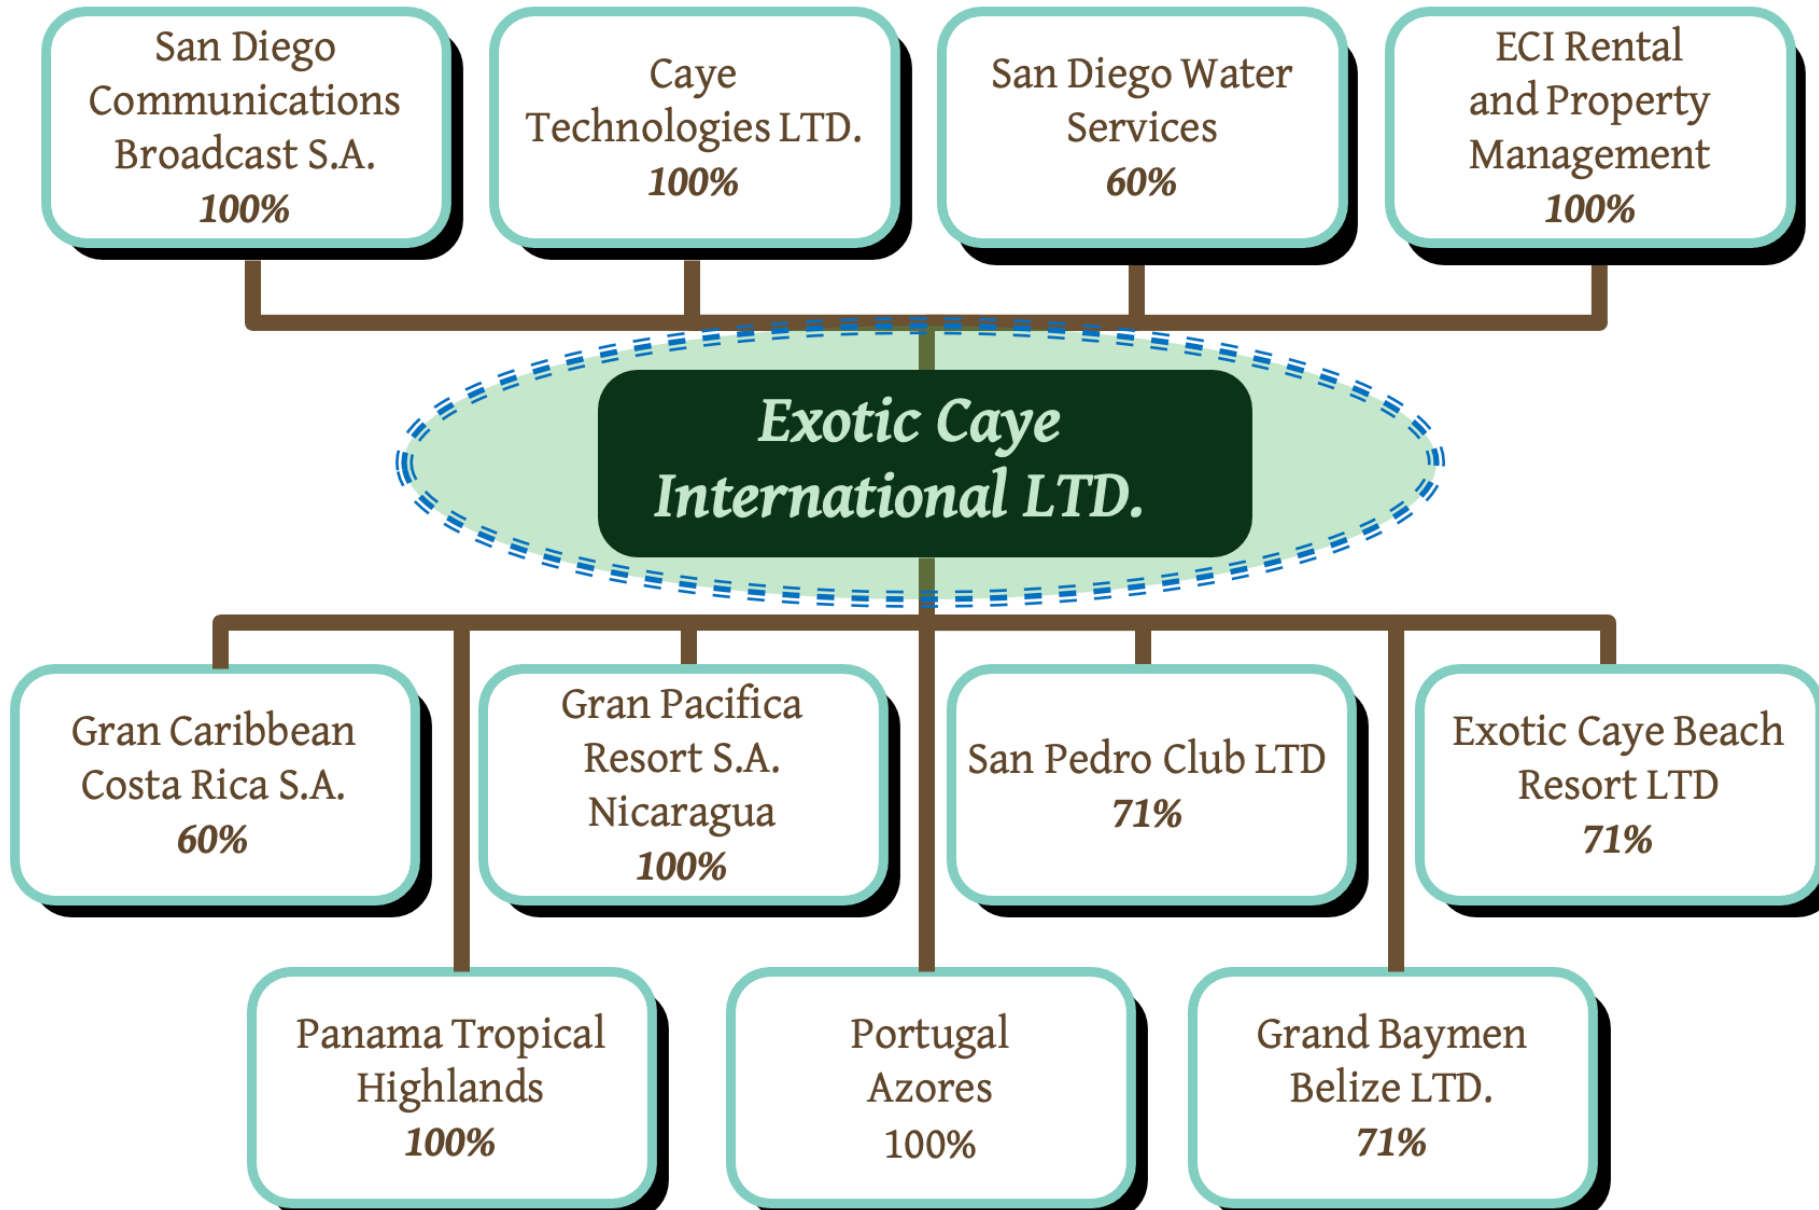 San Diego
Communications
Broadcast S.A.
100%
Caye
Technologies LTD.
100%
San Diego Water
Services
60%
ECI Rental
and Property
Management
100%
Exotic Caye
International LTD.
Gran Caribbean
Costa Rica S.A.
60%
Gran Pacifica
Resort S.A.
Nicaragua
100%
San Pedro Club LTD
71%
Exotic Caye Beach
Resort LTD
71%
Panama Tropical
Highlands
100%
Portugal
Azores
100%
Grand Baymen
Belize LTD.
71%